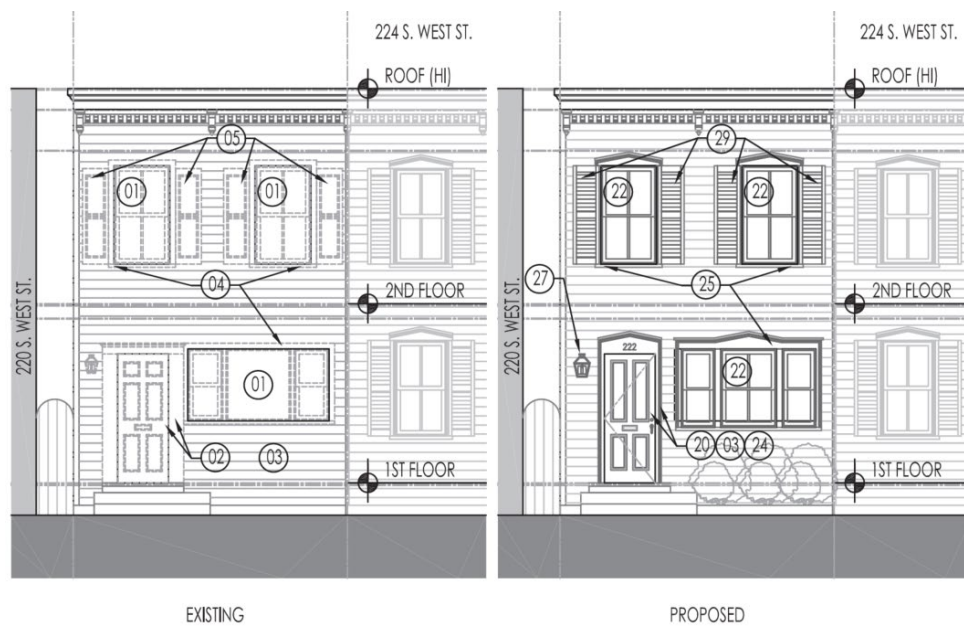 224 S. WEST ST.
ROOF (HI)
05
01
01
04
2ND FLOOR
220 S. WEST ST.
01
02
03
1ST FLOOR
EXISTING
224 S. WEST ST.
ROOF (HI)
29
22
22
27
25
2ND FLOOR
220 S. WEST ST.
222
22
20
03
24
1ST FLOOR
PROPOSED